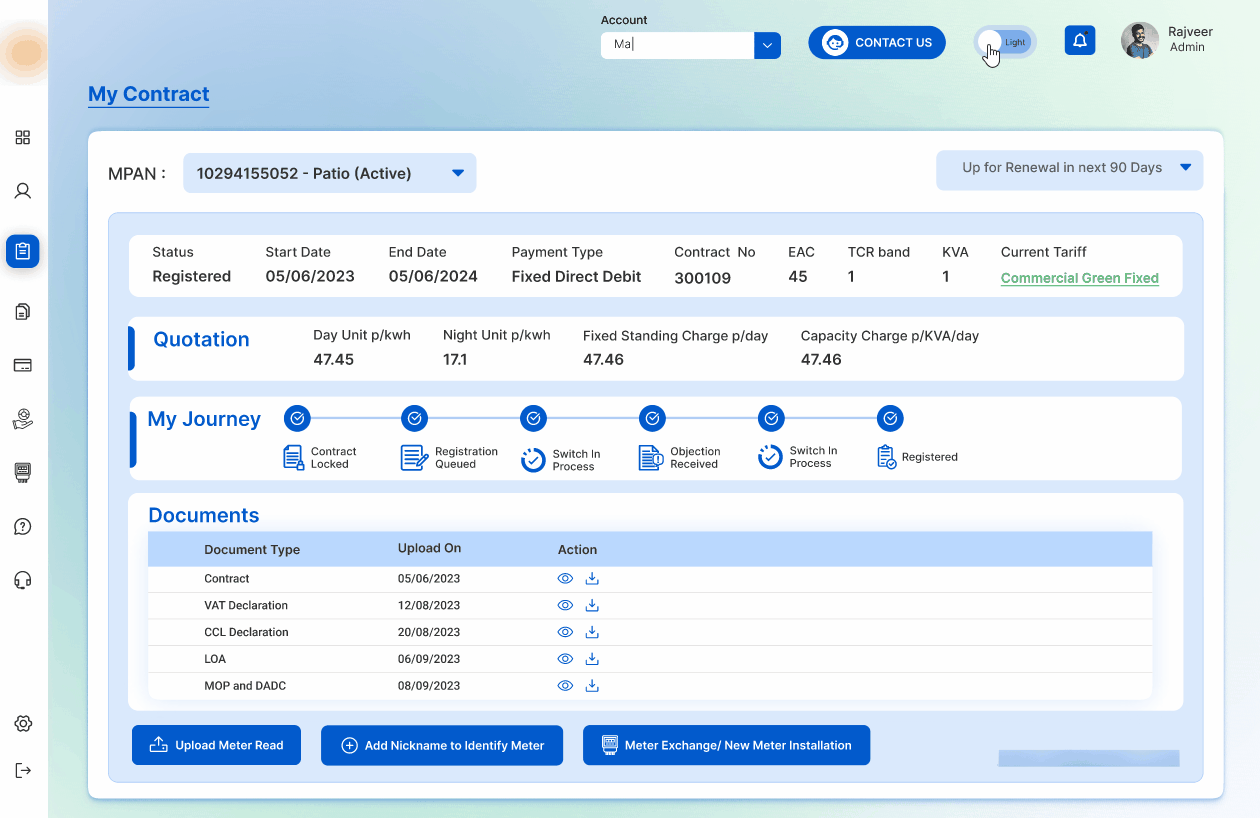 Account
Ma
CONTACT US
Light
Rajveer
Admin
My Contract
MPAN :
10294155052 - Patio (Active)
Up for Renewal in next 90 Days
Status
Start Date
End Date
Payment Type
Contract No
EAC
TCR band
KVA
Current Tariff
Registered
05/06/2023
05/06/2024
Fixed Direct Debit
300109
45
1
1
Commercial Green Fixed
Quotation
Day Unit p/kwh
Night Unit p/kwh
Fixed Standing Charge p/day
Capacity Charge p/KVA/day
47.45
17.1
47.46
47.46
My Journey
Contract
Locked
Registration
Queued
Switch In
Process
Objection
Received
Switch In
Process
Registered
Documents
Document Type
Upload On
Action
Contract
05/06/2023
VAT Declaration
12/08/2023
CCL Declaration
20/08/2023
LOA
06/09/2023
MOP and DADC
08/09/2023
Upload Meter Read
Add Nickname to Identify Meter
Meter Exchange/ New Meter Installation